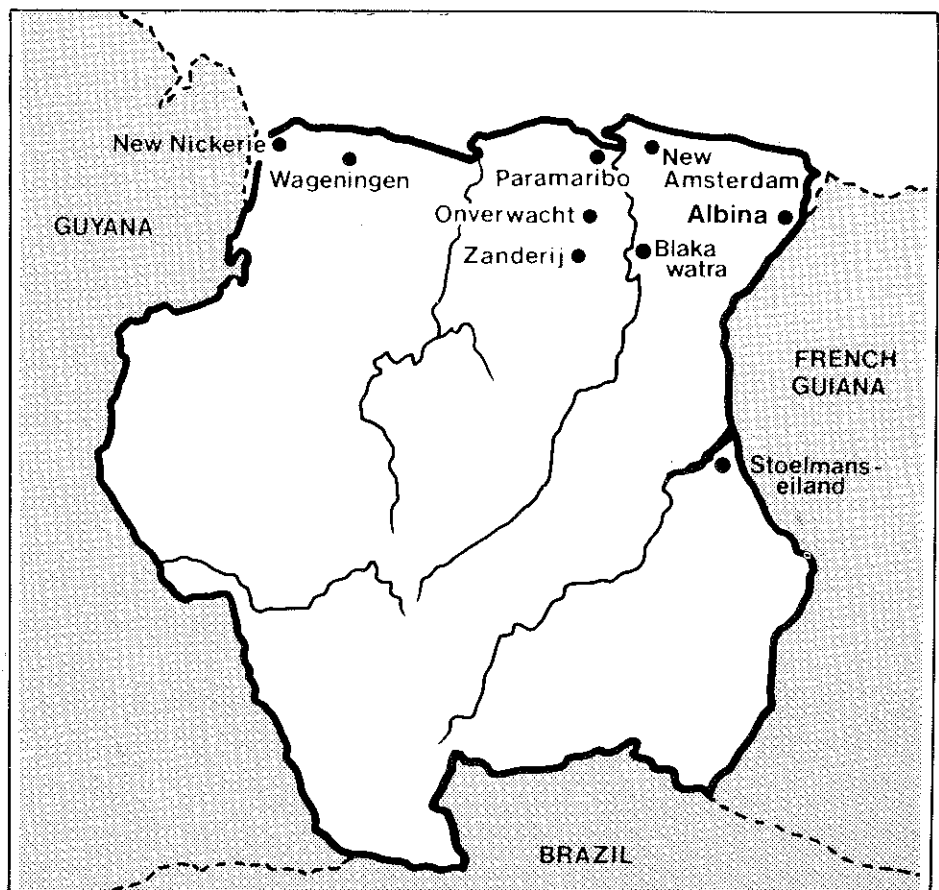 New Nickerie
Wageningen
Paramaribo
New
Amsterdam
Onverwacht
Albina
GUYANA
Zanderij
Blaka
watra
FRENCH
GUIANA
Stoelmans-
eiland
BRAZIL